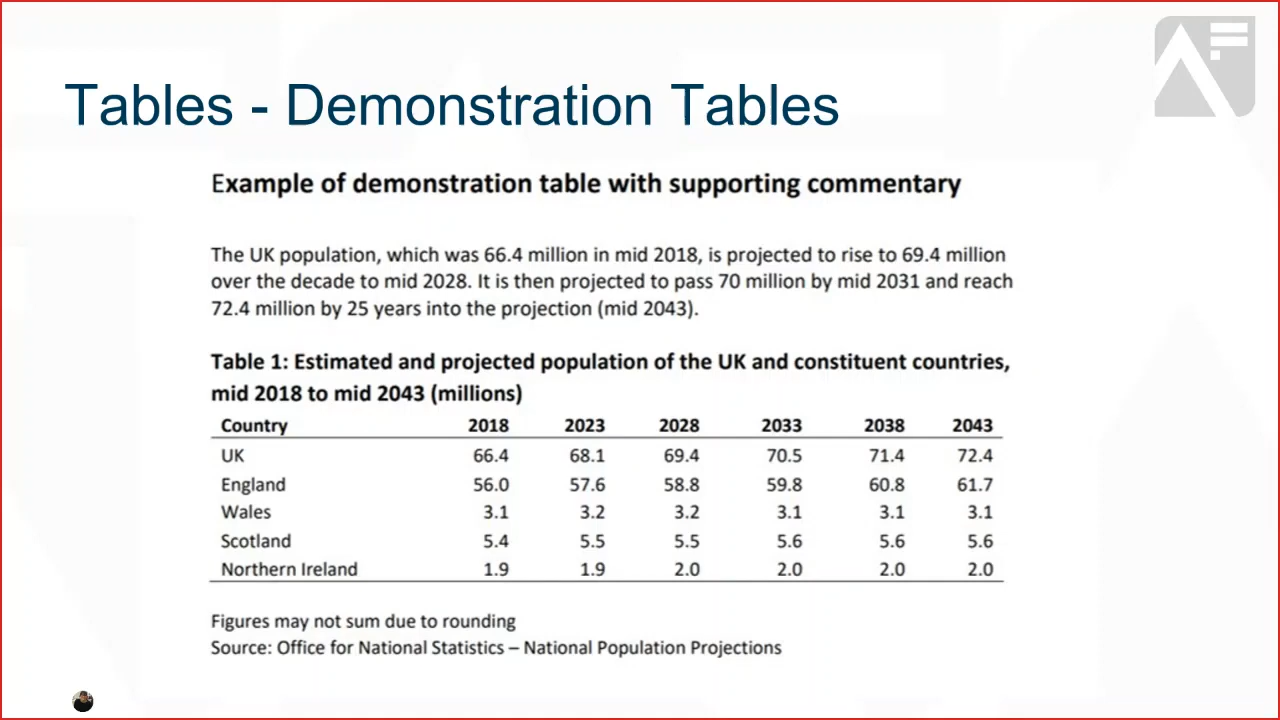 Tables - Demonstration Tables
Example of demonstration table with supporting commentary
The UK population, which was 66.4 million in mid 2018, is projected to rise to 69.4 million
over the decade to mid 2028. It is then projected to pass 70 million by mid 2031 and reach
72.4 million by 25 years into the projection (mid 2043).
Table 1: Estimated and projected population of the UK and constituent countries,
mid 2018 to mid 2043 (millions)
Country 2018 2023 2028 2033 2038 2043
UK 66.4 68.1 69.4 70.5 71.4 72.4
England 56.0 57.6 58.8 59.8 60.8 61.7
Wales 3.1 3.2 3.2 3.1 3.1 3.1
Scotland 5.4 5.5 5.5 5.6 5.6 5.6
Northern Ireland 1.9 1.9 2.0 2.0 2.0 2.0
Figures may not sum due to rounding
Source: Office for National Statistics – National Population Projections